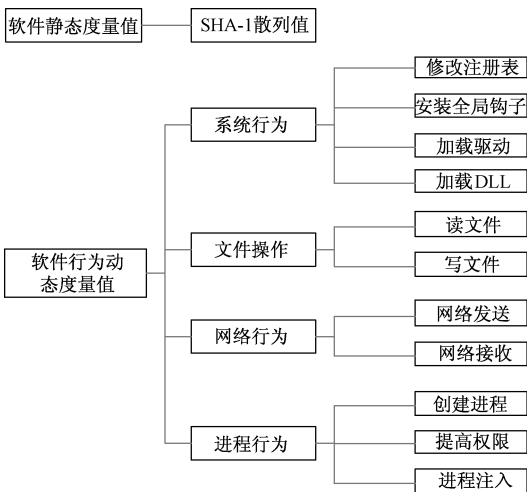 软件静态度量值
SHA-1散列值
软件行为动
态度量值
系统行为
修改注册表
安装全局钩子
加载驱动
加载DLL
文件操作
读文件
写文件
网络行为
网络发送
网络接收
进程行为
创建进程
提高权限
进程注入